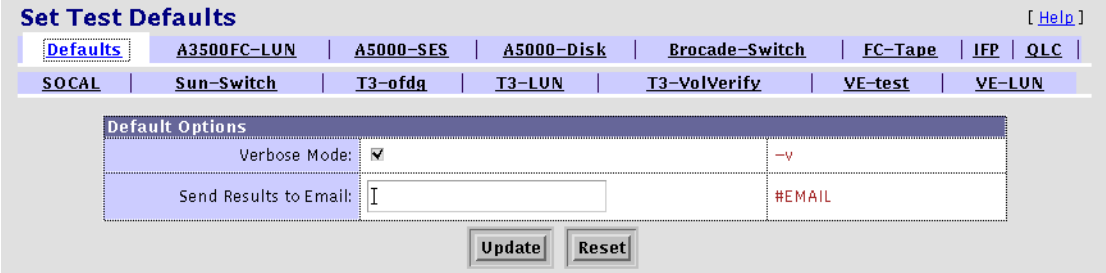 Set Test Defaults [ Help ]
Defaults A3500FC-LUN A5000-SES A5000-Disk Brocade-Switch FC-Tape IFP QLC
SOCAL Sun-Switch T3-ofdg T3-LUN T3-VolVerify VE-test VE-LUN
Default Options
Verbose Mode: -v
Send Results to Email: #EMAIL
Update Reset